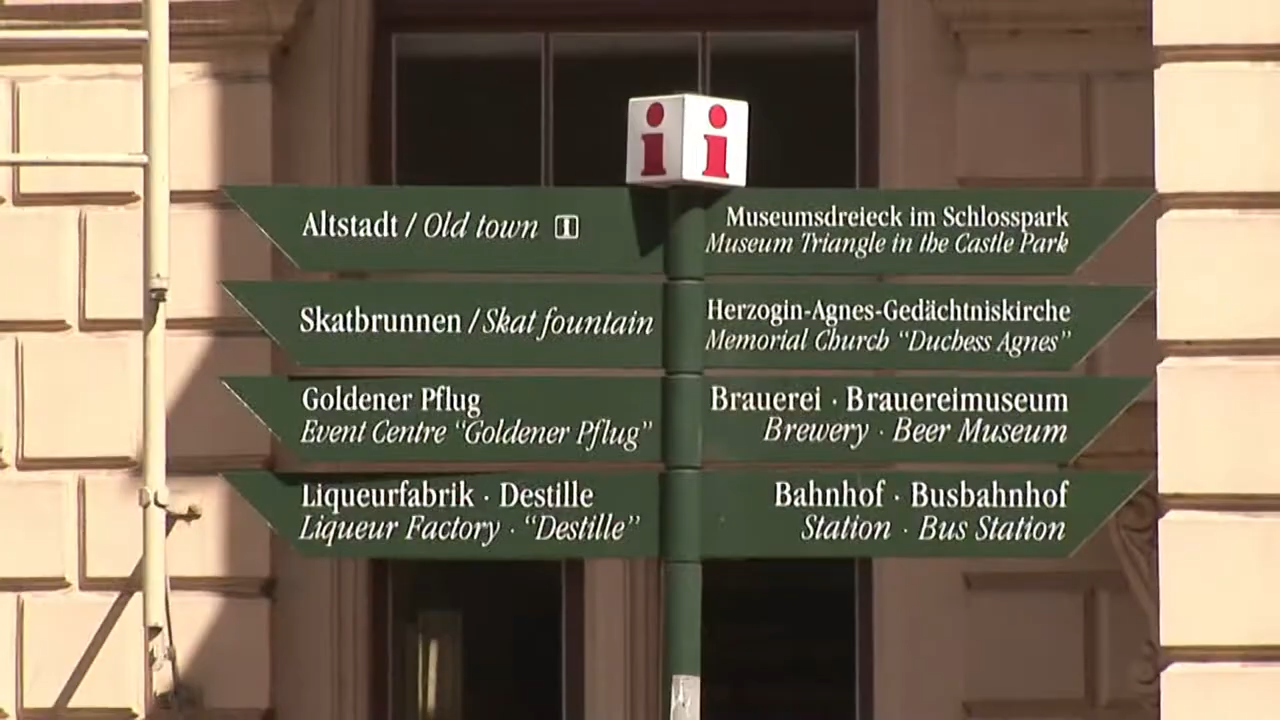 i i
Altstadt / Old town i
Skatbrunnen / Skat fountain
Goldener Pflug
Event Centre “Goldener Pflug”
Liqueurfabrik · Destille
Liqueur Factory · “Destille”
Museumsdreieck im Schlosspark
Museum Triangle in the Castle Park
Herzogin-Agnes-Gedächtniskirche
Memorial Church “Duchess Agnes”
Brauerei · Brauereimuseum
Brewery · Beer Museum
Bahnhof · Busbahnhof
Station · Bus Station